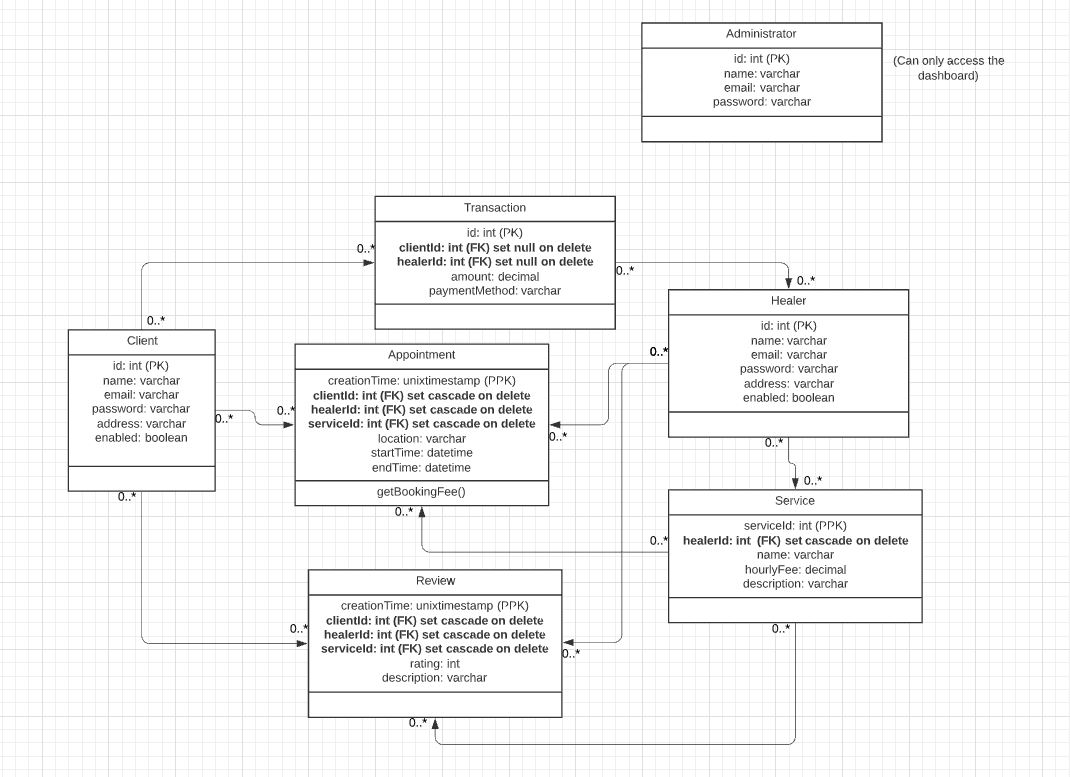 Administrator
id: int (PK)
name: varchar
email: varchar
password: varchar
(Can only access the
dashboard)
Transaction
id: int (PK)
clientId: int (FK) set null on delete
healerId: int (FK) set null on delete
amount: decimal
paymentMethod: varchar
0..*
0..*
0..*
0..*
Healer
id: int (PK)
name: varchar
email: varchar
password: varchar
address: varchar
enabled: boolean
0..*
0..*
0..*
Client
id: int (PK)
name: varchar
email: varchar
password: varchar
address: varchar
enabled: boolean
0..*
0..*
Appointment
creationTime: unixtimestamp (PPK)
clientId: int (FK) set cascade on delete
healerId: int (FK) set cascade on delete
serviceId: int (FK) set cascade on delete
location: varchar
startTime: datetime
endTime: datetime
getBookingFee()
0..*
0..*
0..*
Service
serviceId: int (PPK)
healerId: int (FK) set cascade on delete
name: varchar
hourlyFee: decimal
description: varchar
0..*
0..*
Review
creationTime: unixtimestamp (PPK)
clientId: int (FK) set cascade on delete
healerId: int (FK) set cascade on delete
serviceId: int (FK) set cascade on delete
rating: int
description: varchar
0..*
0..*
0..*